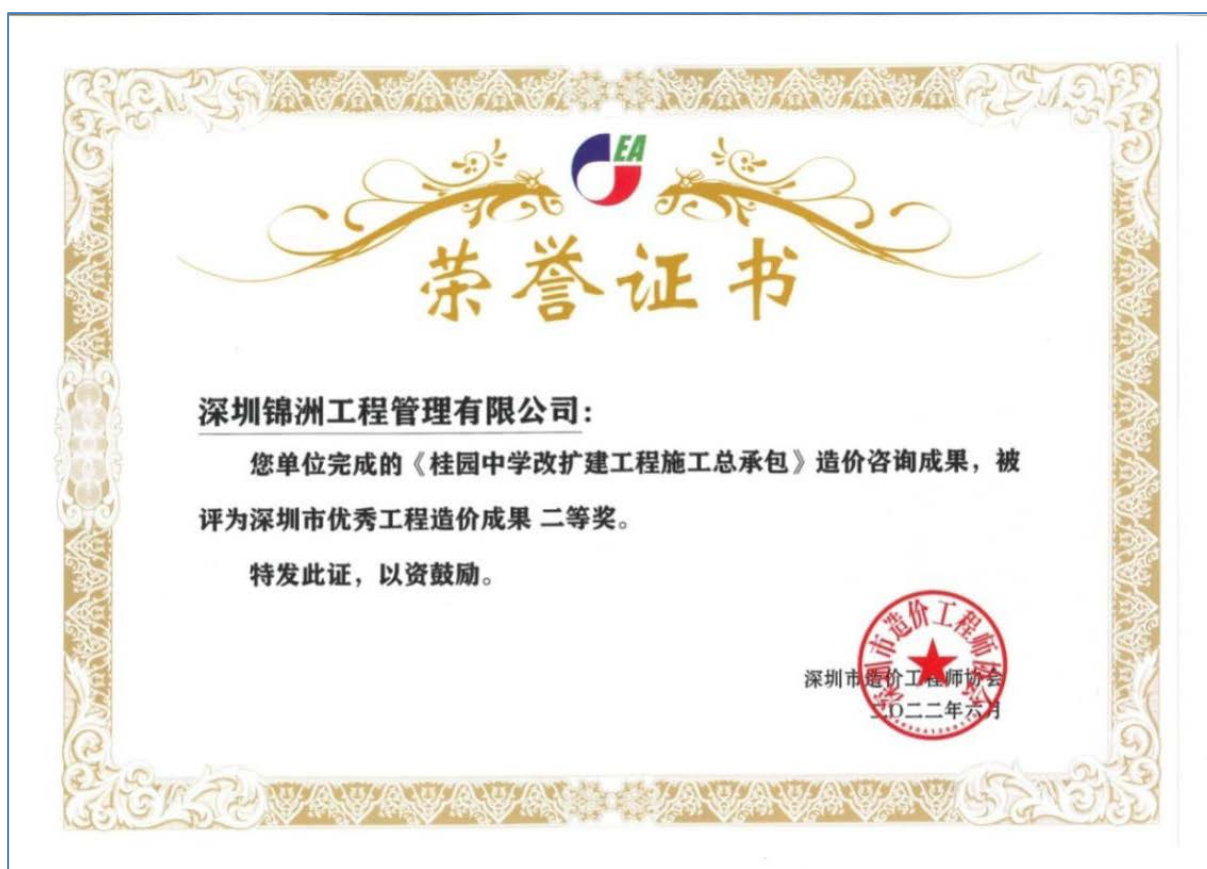 EA
荣誉证书
深圳锦洲工程管理有限公司：
您单位完成的《桂园中学改扩建工程施工总承包》造价咨询成果，被
评为深圳市优秀工程造价成果 二等奖。
特发此证，以资鼓励。
深圳市造价工程师协会
深圳市造价工程师协会
二〇二二年六月